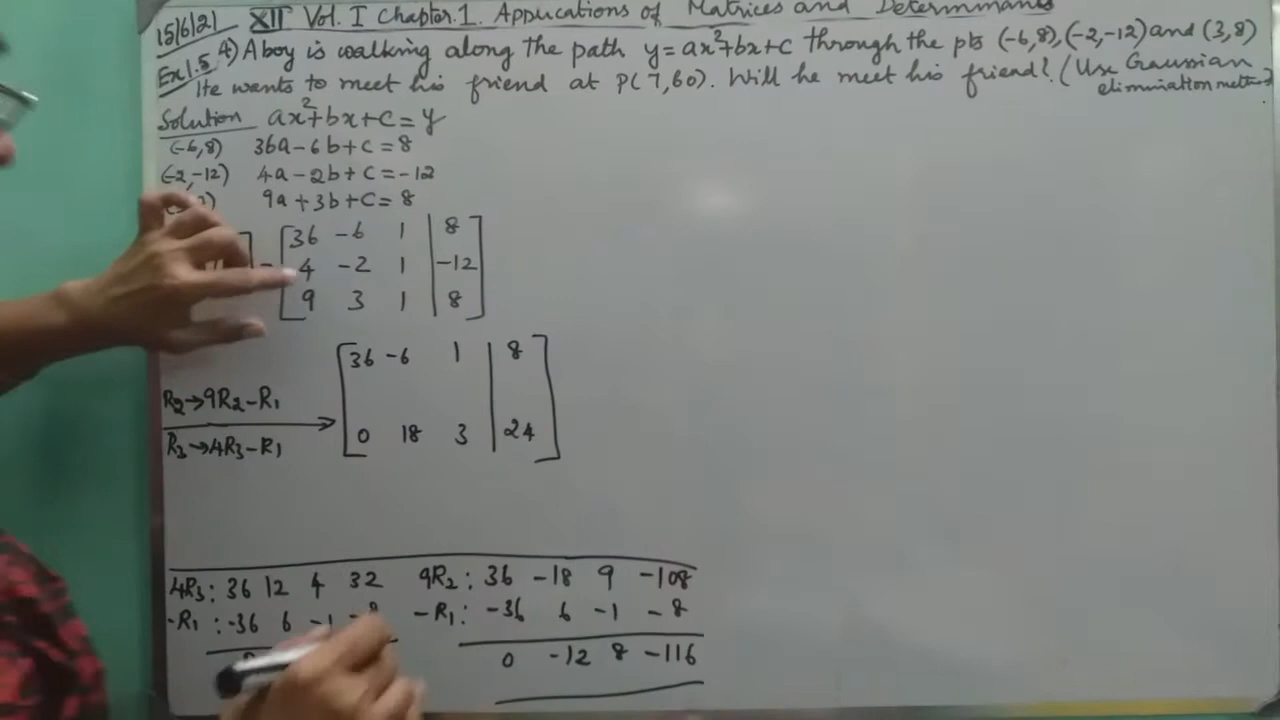 15/6/21 XII Vol. I Chapter.1. Applications of Matrices and Determinants
Ex 1.5 4) A boy is walking along the path y=ax²+bx+c through the pts (-6,8), (-2,-12) and (3,8)
He wants to meet his friend at P(7,60). Will he meet his friend? (Use Gaussian
elimination method)
Solution ax²+bx+c=y
(-6,8) 36a-6b+c=8
(-2,-12) 4a-2b+c=-12
9a+3b+c=8
36 -6 1 | 8
4 -2 1 | -12
9 3 1 | 8
36 -6 1 | 8
R₂→9R₂-R₁
0 18 3 | 24
R₃→4R₃-R₁
4R₃: 36 12 4 32 9R₂: 36 -18 9 -108
-R₁: -36 6 -1 -8 -R₁: -36 6 -1 -8
0 -12 8 -116